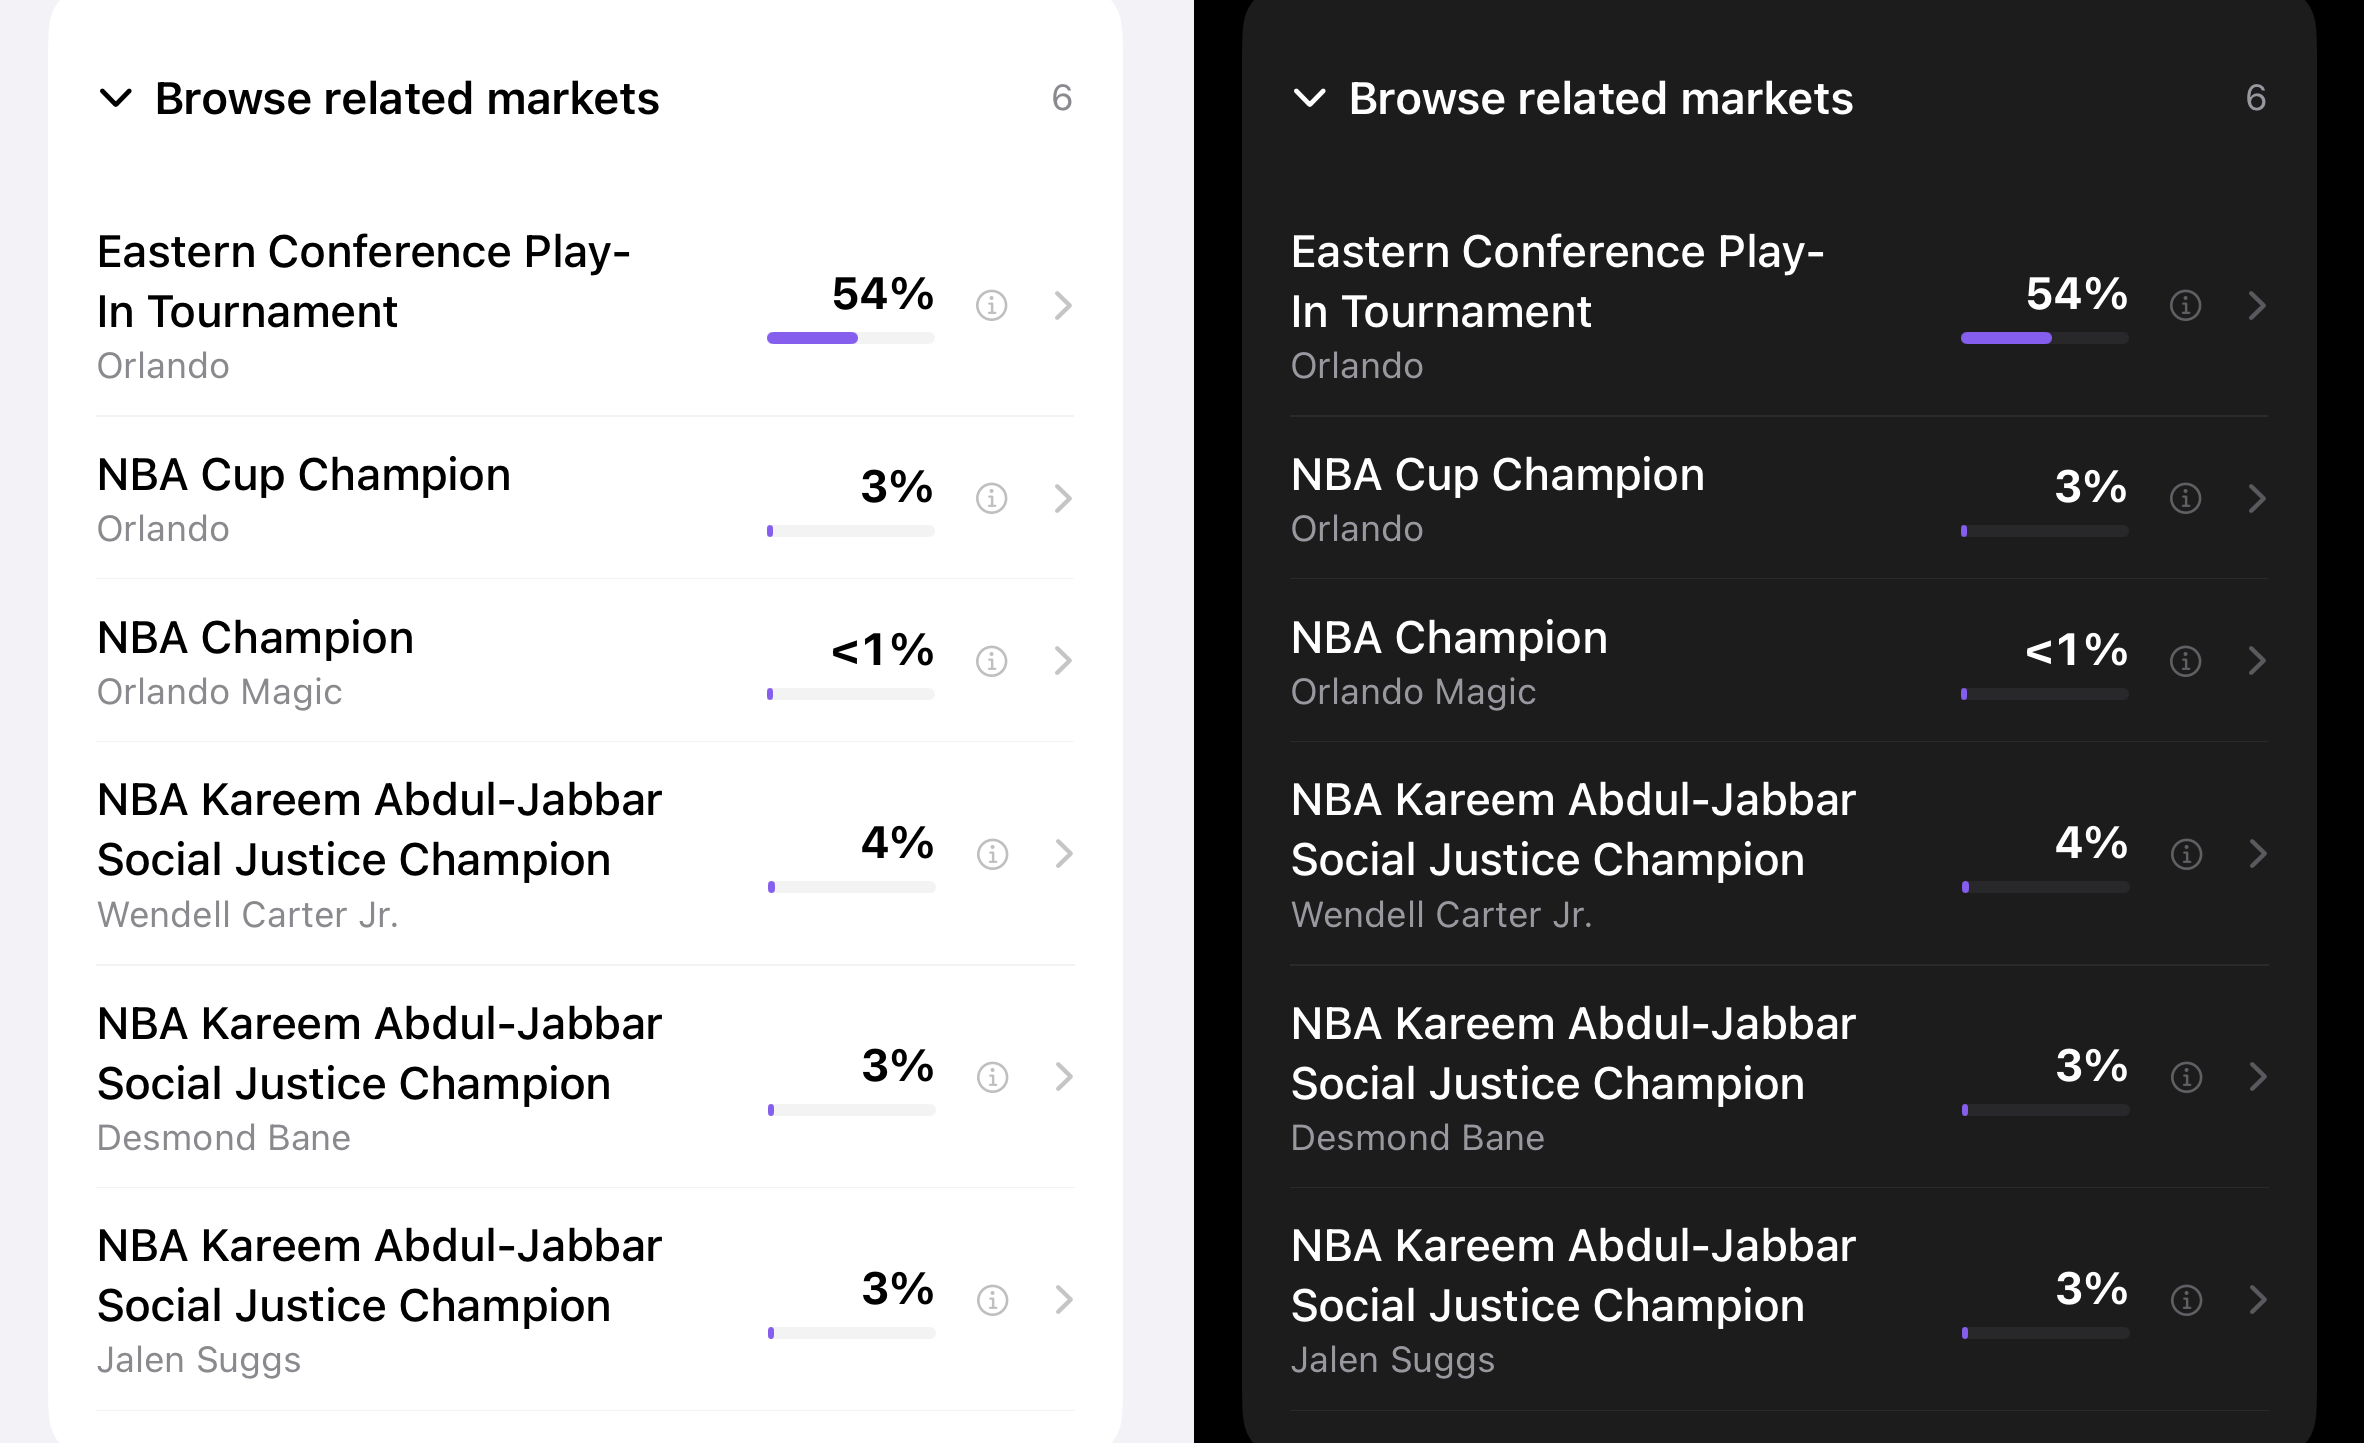 Browse related markets 6
Eastern Conference Play-
In Tournament
54%
Orlando
NBA Cup Champion
3%
Orlando
NBA Champion
<1%
Orlando Magic
NBA Kareem Abdul-Jabbar
Social Justice Champion
4%
Wendell Carter Jr.
NBA Kareem Abdul-Jabbar
Social Justice Champion
3%
Desmond Bane
NBA Kareem Abdul-Jabbar
Social Justice Champion
3%
Jalen Suggs
Browse related markets 6
Eastern Conference Play-
In Tournament
54%
Orlando
NBA Cup Champion
3%
Orlando
NBA Champion
<1%
Orlando Magic
NBA Kareem Abdul-Jabbar
Social Justice Champion
4%
Wendell Carter Jr.
NBA Kareem Abdul-Jabbar
Social Justice Champion
3%
Desmond Bane
NBA Kareem Abdul-Jabbar
Social Justice Champion
3%
Jalen Suggs